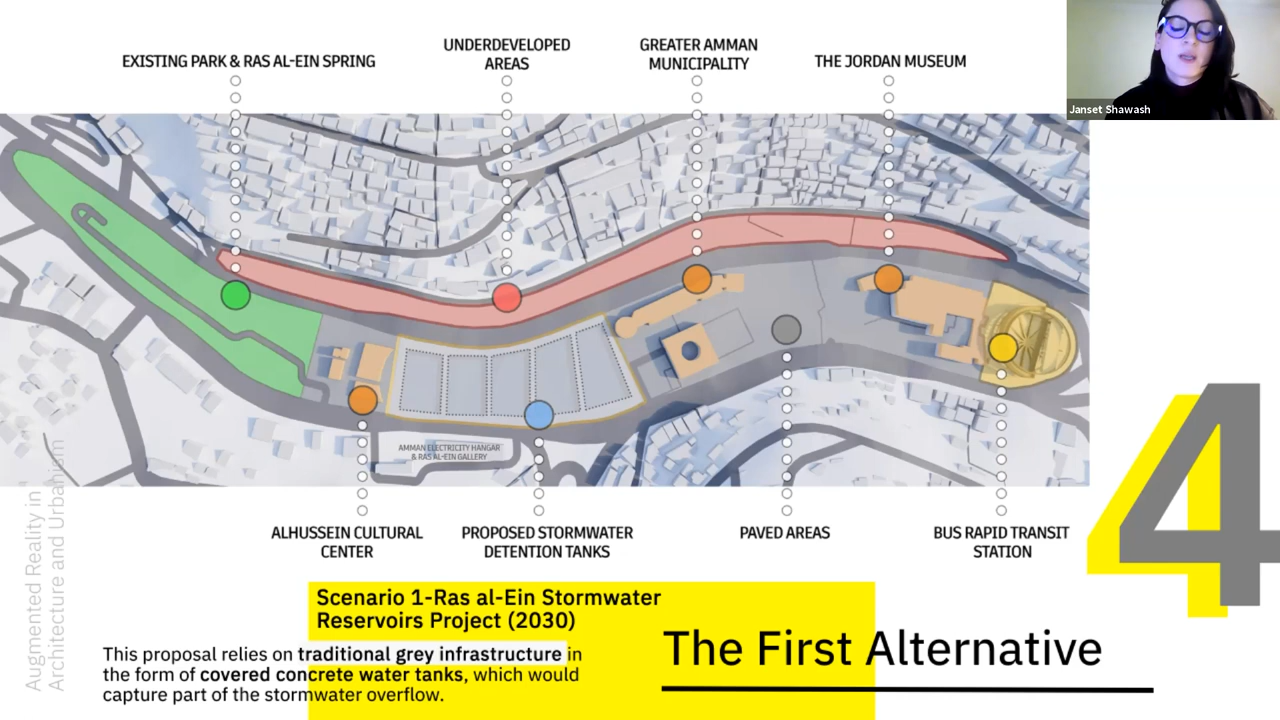 EXISTING PARK & RAS AL-EIN SPRING
UNDERDEVELOPED
AREAS
GREATER AMMAN
MUNICIPALITY
THE JORDAN MUSEUM
Janset Shawash
AMMAN ELECTRICITY HANGAR
& RAS AL-EIN GALLERY
ALHUSSEIN CULTURAL
CENTER
PROPOSED STORMWATER
DETENTION TANKS
PAVED AREAS
BUS RAPID TRANSIT
STATION
4
Augmented Reality in
Architecture and Urbanism
Scenario 1-Ras al-Ein Stormwater
Reservoirs Project (2030)
This proposal relies on traditional grey infrastructure in
the form of covered concrete water tanks, which would
capture part of the stormwater overflow.
The First Alternative